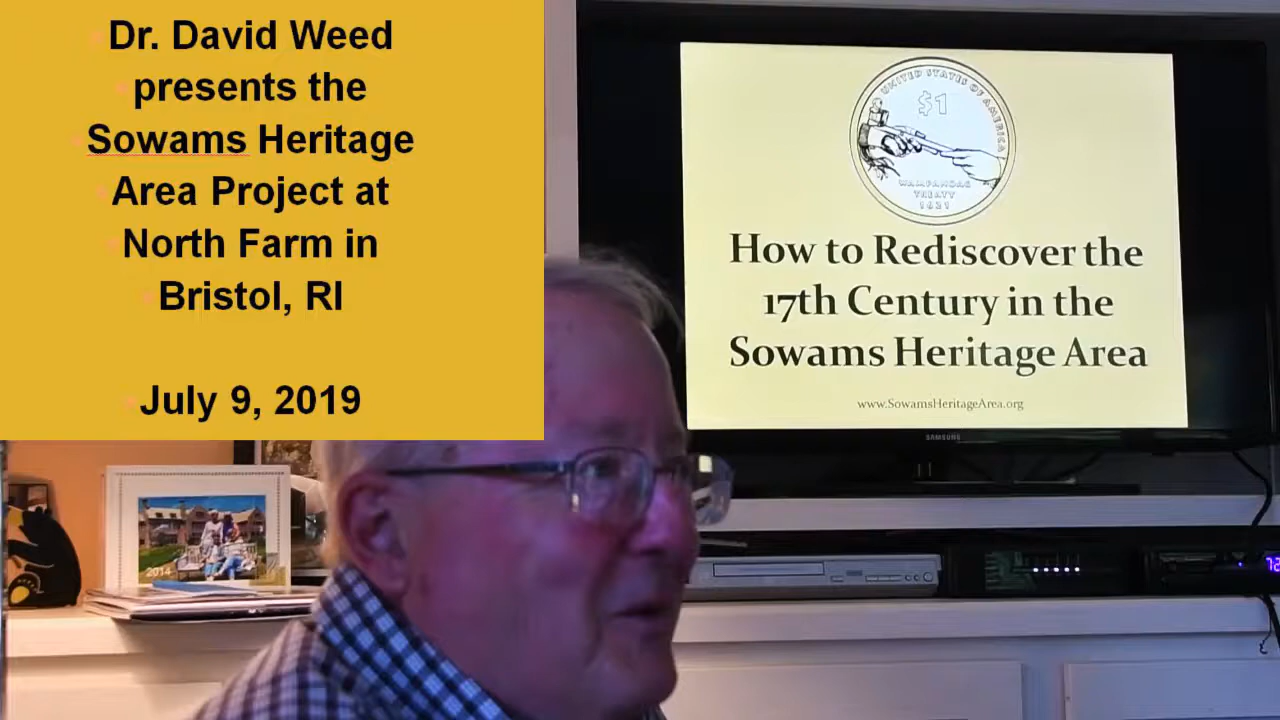 Dr. David Weed
presents the
Sowams Heritage
Area Project at
North Farm in
Bristol, RI
July 9, 2019
UNITED STATES OF AMERICA
$1
WAMPANOAG
TREATY
1621
How to Rediscover the
17th Century in the
Sowams Heritage Area
www.SowamsHeritageArea.org
SAMSUNG
2014